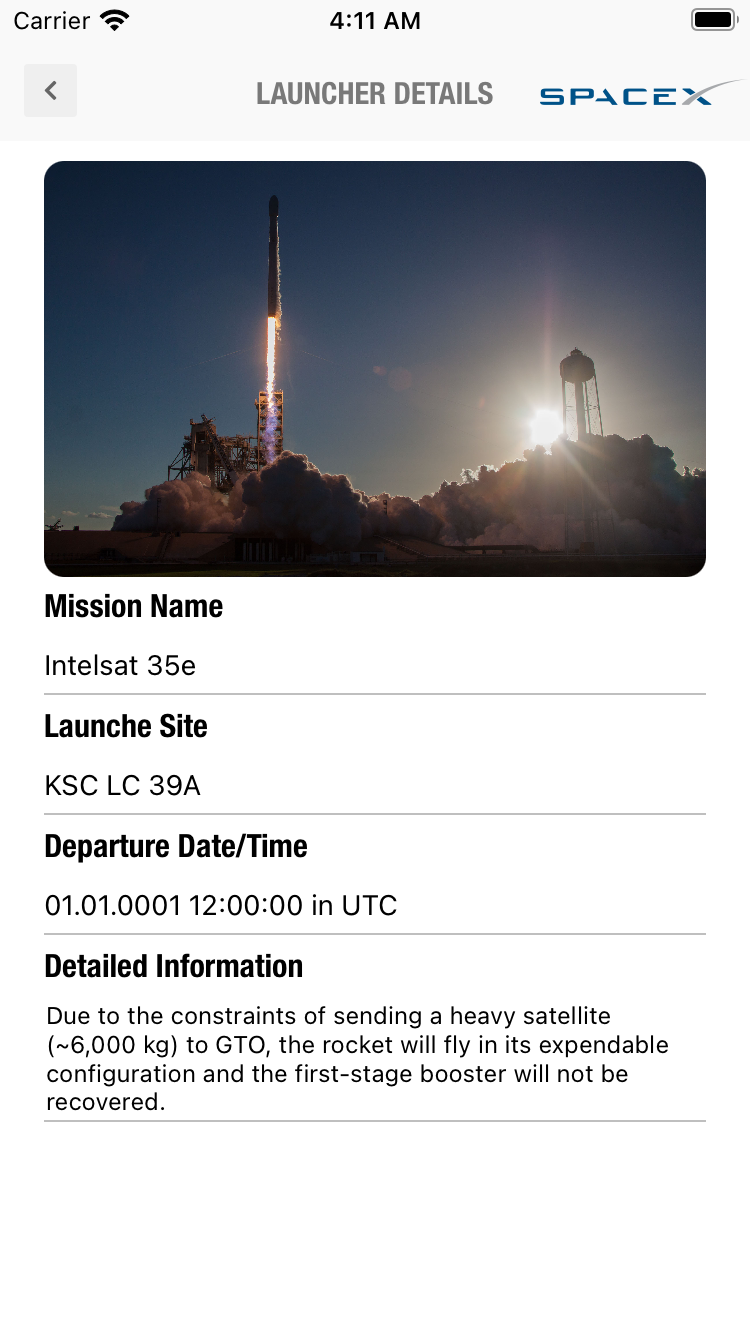 Carrier 4:11 AM
LAUNCHER DETAILS SPACEX
Mission Name
Intelsat 35e
Launche Site
KSC LC 39A
Departure Date/Time
01.01.0001 12:00:00 in UTC
Detailed Information
Due to the constraints of sending a heavy satellite
(~6,000 kg) to GTO, the rocket will fly in its expendable
configuration and the first-stage booster will not be
recovered.